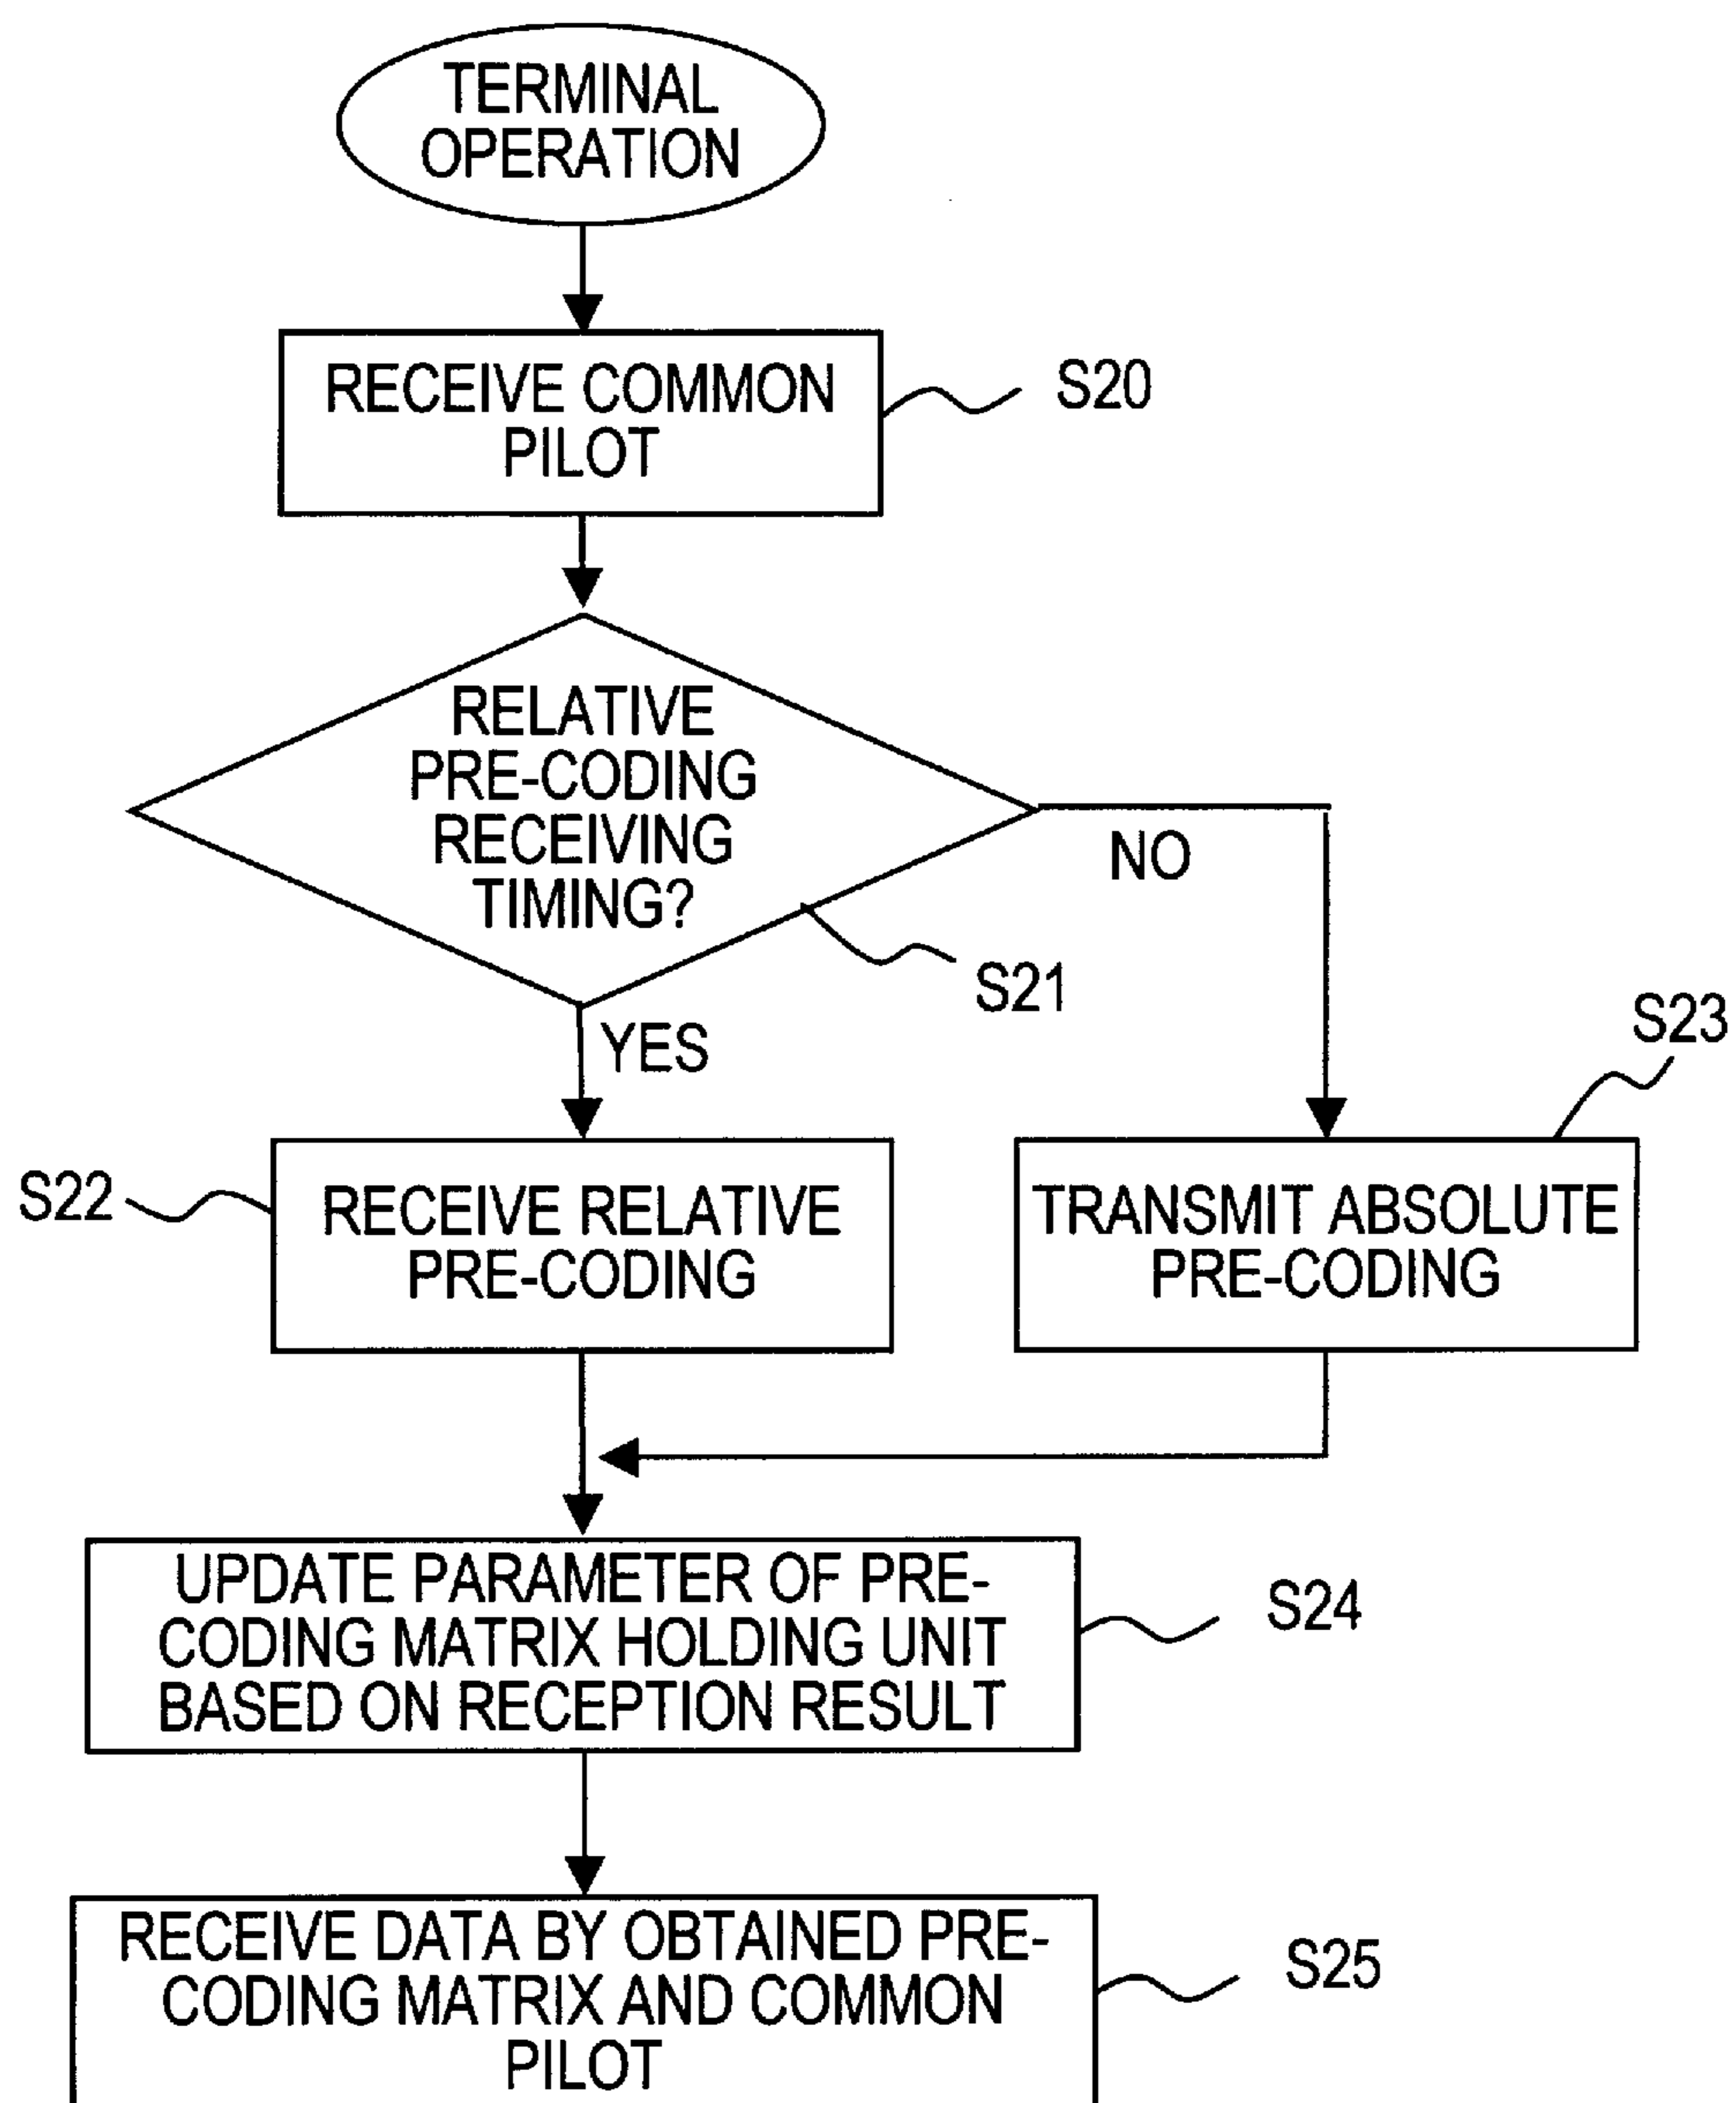 TERMINAL
OPERATION
RECEIVE COMMON
PILOT
S20
RELATIVE
PRE-CODING
RECEIVING
TIMING?
NO
S21
YES
S23
S22
RECEIVE RELATIVE
PRE-CODING
TRANSMIT ABSOLUTE
PRE-CODING
UPDATE PARAMETER OF PRE-
CODING MATRIX HOLDING UNIT
BASED ON RECEPTION RESULT
S24
RECEIVE DATA BY OBTAINED PRE-
CODING MATRIX AND COMMON
PILOT
S25